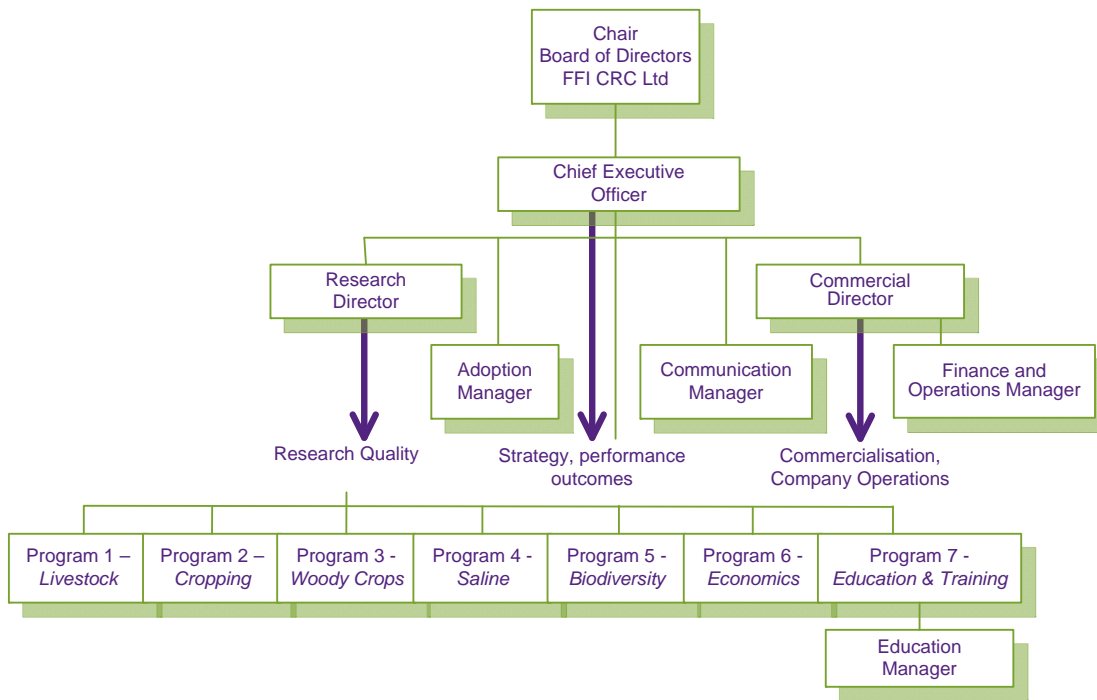 Chair
Board of Directors
FFI CRC Ltd
Chief Executive
Officer
Research
Director
Commercial
Director
Adoption
Manager
Communication
Manager
Finance and
Operations Manager
Research Quality
Strategy, performance
outcomes
Commercialisation,
Company Operations
Program 1 –
Livestock
Program 2 –
Cropping
Program 3 -
Woody Crops
Program 4 -
Saline
Program 5 -
Biodiversity
Program 6 -
Economics
Program 7 -
Education & Training
Education
Manager